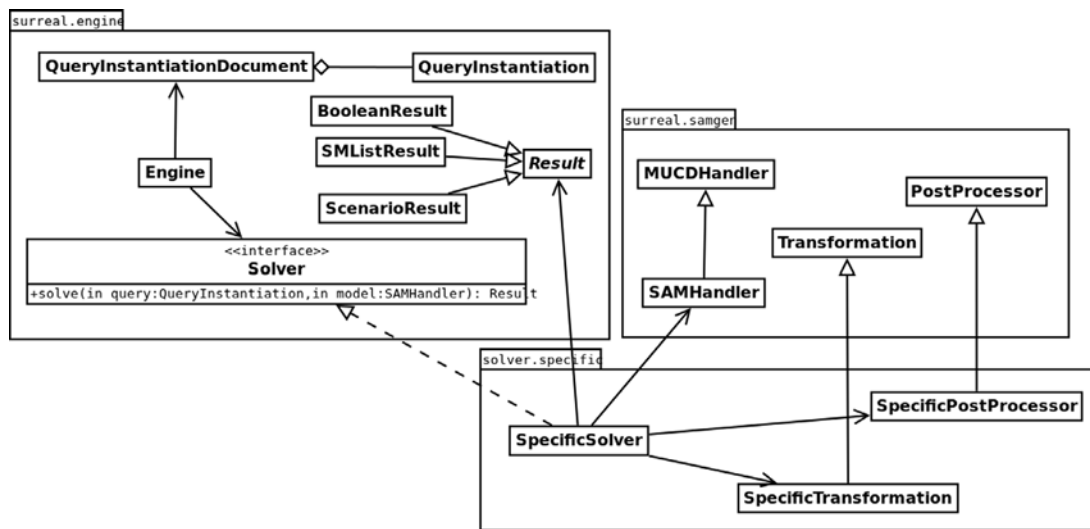 surreal.engine
QueryInstantiationDocument
QueryInstantiation
BooleanResult
SMListResult
Result
Engine
ScenarioResult
<<interface>>
Solver
+solve(in query:QueryInstantiation,in model:SAMHandler): Result
surreal.samgen
MUCDHandler
PostProcessor
Transformation
SAMHandler
solver.specific
SpecificPostProcessor
SpecificSolver
SpecificTransformation